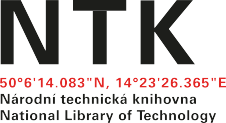 NTK
50°6'14.083"N, 14°23'26.365"E
Národní technická knihovna
National Library of Technology